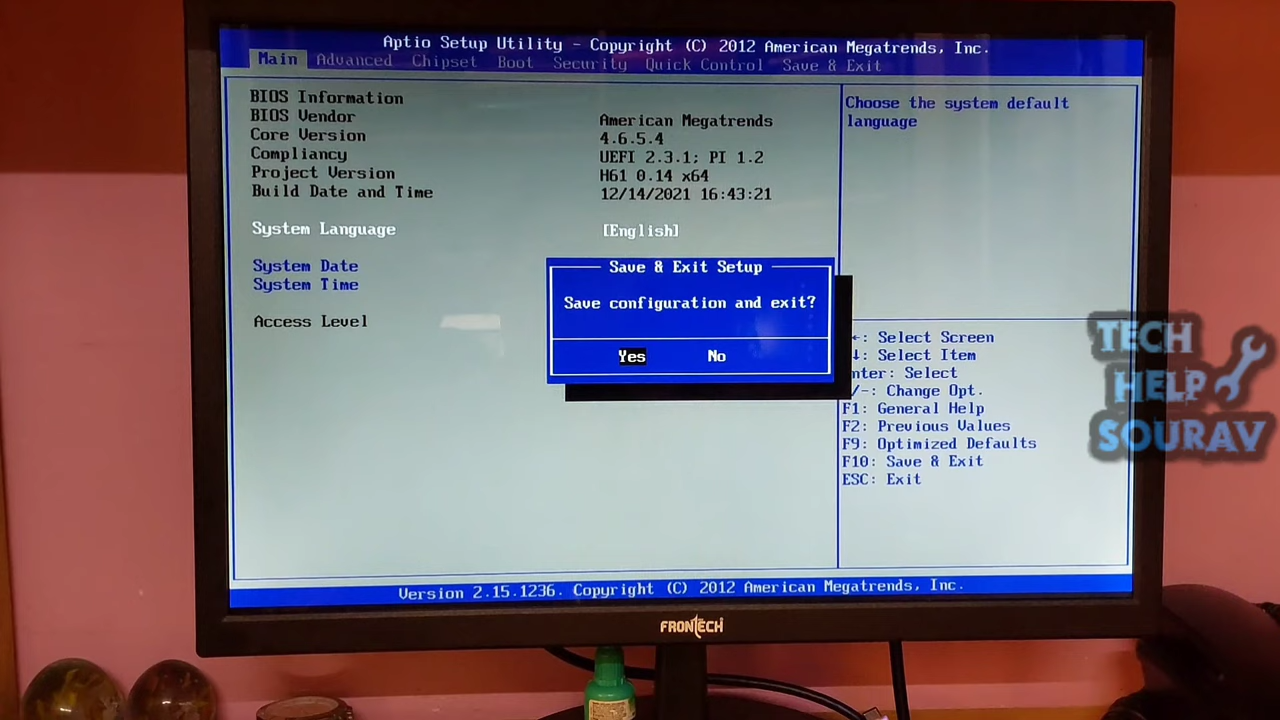 Aptio Setup Utility - Copyright (C) 2012 American Megatrends, Inc.
Main Advanced Chipset Boot Security Quick Control Save & Exit
BIOS Information
BIOS Vendor American Megatrends
Core Version 4.6.5.4
Compliancy UEFI 2.3.1; PI 1.2
Project Version H61 0.14 x64
Build Date and Time 12/14/2021 16:43:21
System Language [English]
System Date
System Time
Access Level
Save & Exit Setup
Save configuration and exit?
Yes No
Choose the system default
language
←: Select Screen
↓: Select Item
nter: Select
/-: Change Opt.
F1: General Help
F2: Previous Values
F9: Optimized Defaults
F10: Save & Exit
ESC: Exit
Version 2.15.1236. Copyright (C) 2012 American Megatrends, Inc.
FRONTECH
TECH
HELP
SOURAV